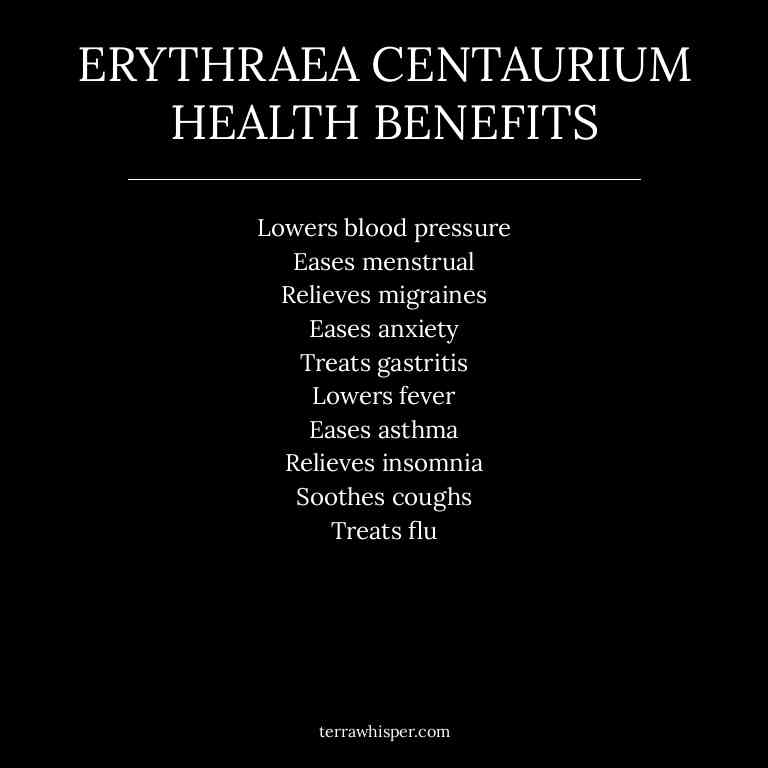 ERYTHRAEA CENTAURIUM
HEALTH BENEFITS
Lowers blood pressure
Eases menstrual
Relieves migraines
Eases anxiety
Treats gastritis
Lowers fever
Eases asthma
Relieves insomnia
Soothes coughs
Treats flu
terrawhisper.com